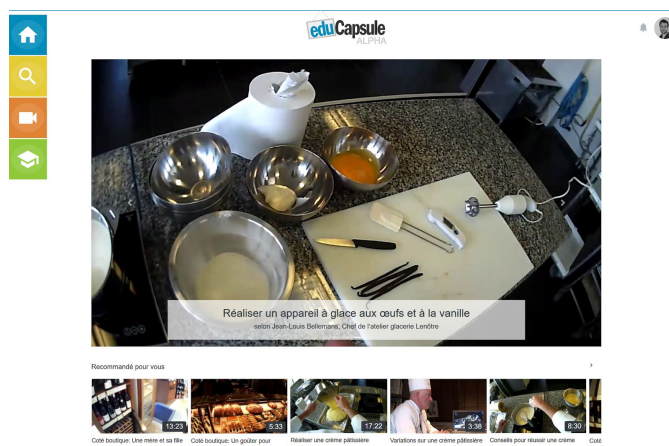 eduCapsule
ALPHA
Réaliser un appareil à glace aux œufs et à la vanille
selon Jean-Louis Bellemans, Chef de l'atelier glacerie Lenôtre
Recommandé pour vous
13:23
5:33
17:22
3:38
8:30
Coté boutique: Une mère et sa fille
Coté boutique: Un goûter pour
Réaliser une crème pâtissière
Variations sur une crème pâtissière
Conseils pour réussir une crème
Coté